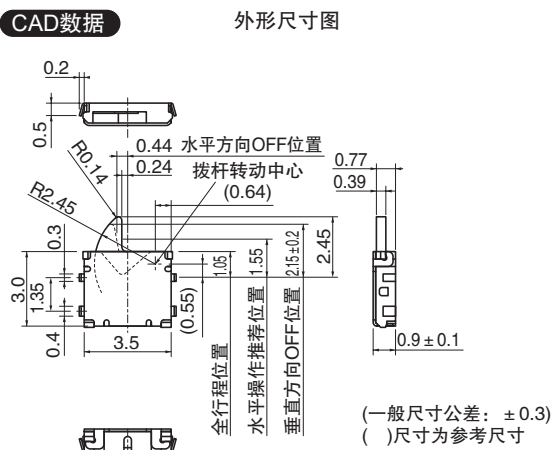 CAD数据
外形尺寸图
0.2
0.5
0.44 水平方向OFF位置
0.24 拨杆转动中心
(0.64)
R0.14
R2.45
0.77
0.39
0.3
3.0
1.35
0.4
3.5
(0.55)
1.05
1.55
2.15±0.2
2.45
全行程位置
水平操作推荐位置
垂直方向OFF位置
0.9±0.1
(一般尺寸公差：±0.3)
(  )尺寸为参考尺寸